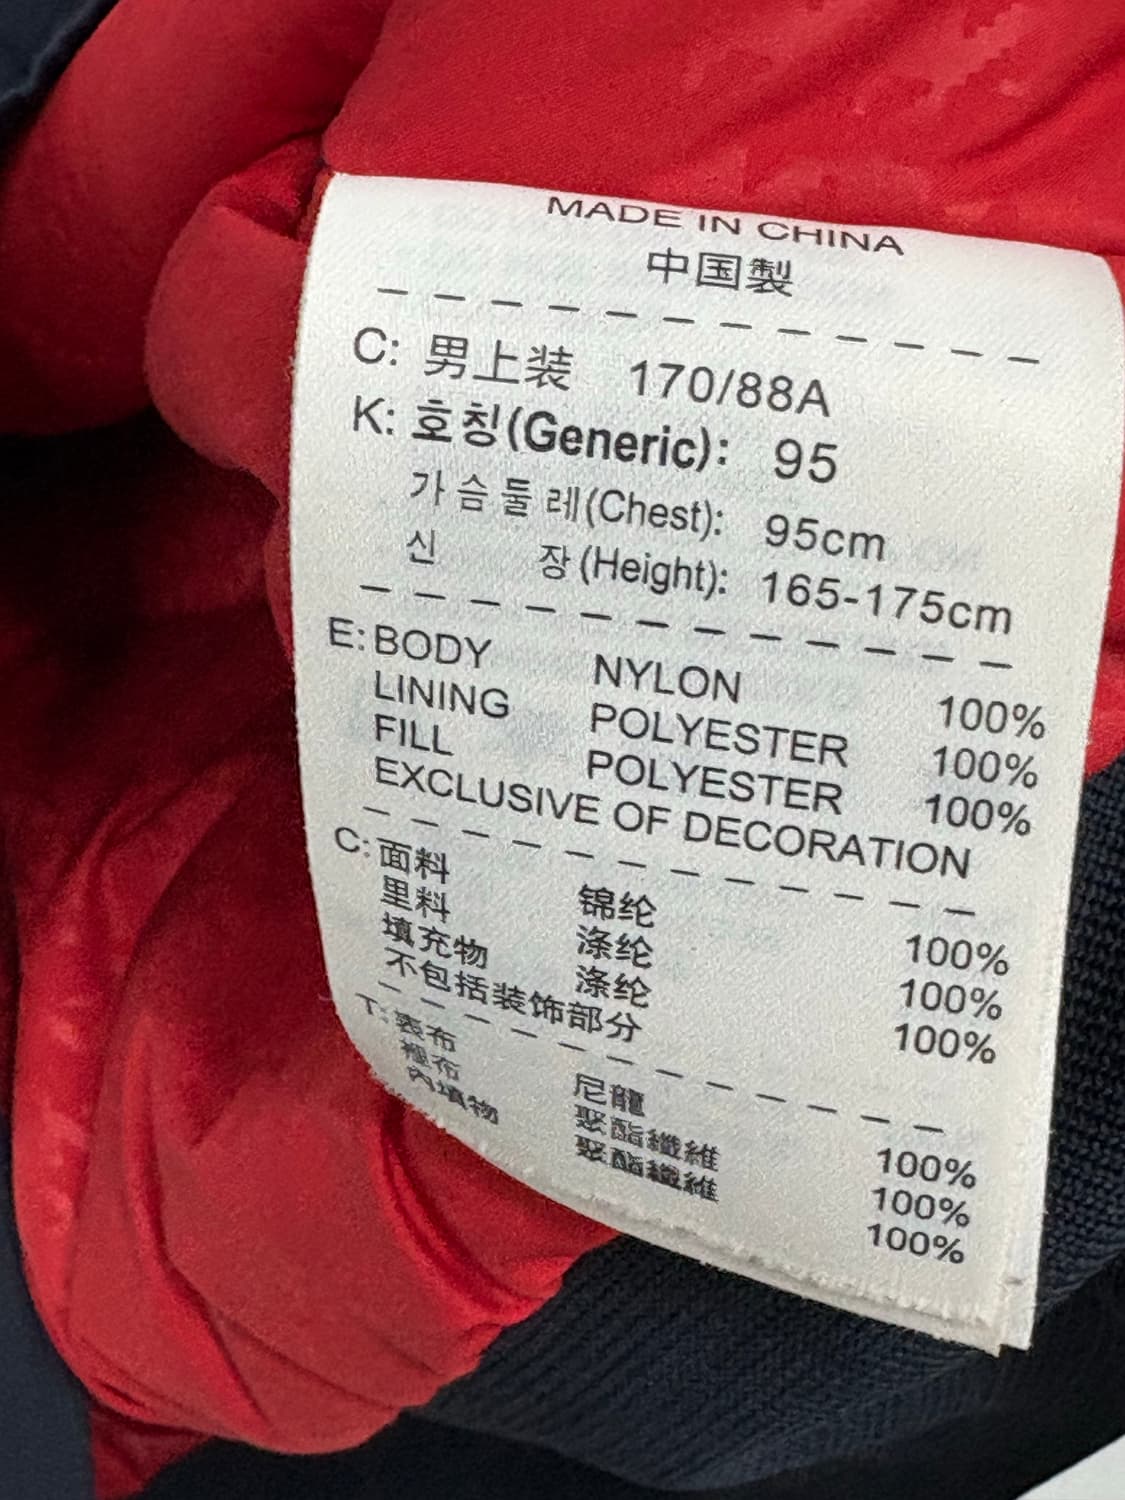 MADE IN CHINA
中国製
C: 男上装 170/88A
K: 호칭(Generic): 95
가슴둘레(Chest): 95cm
신 장(Height): 165-175cm
E: BODY NYLON 100%
LINING POLYESTER 100%
FILL POLYESTER 100%
EXCLUSIVE OF DECORATION
C: 面料 锦纶 100%
里料 涤纶 100%
填充物 涤纶 100%
不包括装饰部分
T: 表布 尼龍 100%
裡布 聚酯纖維 100%
內填物 聚酯纖維 100%